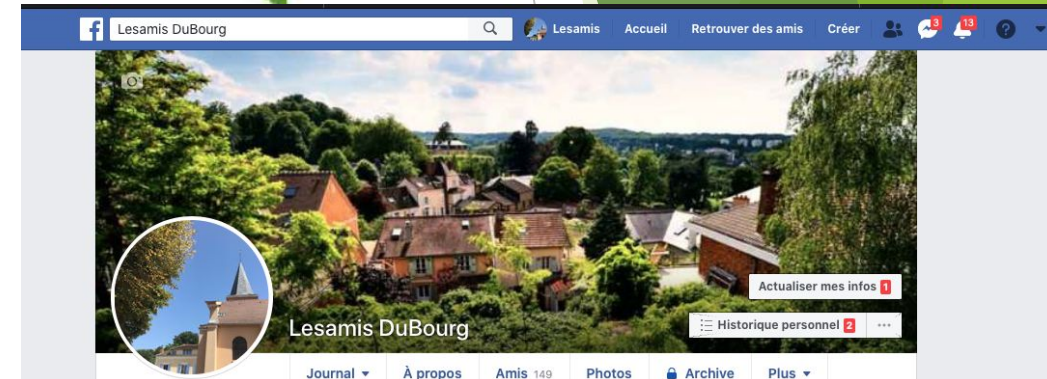 f Lesamis DuBourg Lesamis Accueil Retrouver des amis Créer 3 13 ?
Actualiser mes infos 1
Lesamis DuBourg Historique personnel 2 ...
Journal À propos Amis 149 Photos Archive Plus